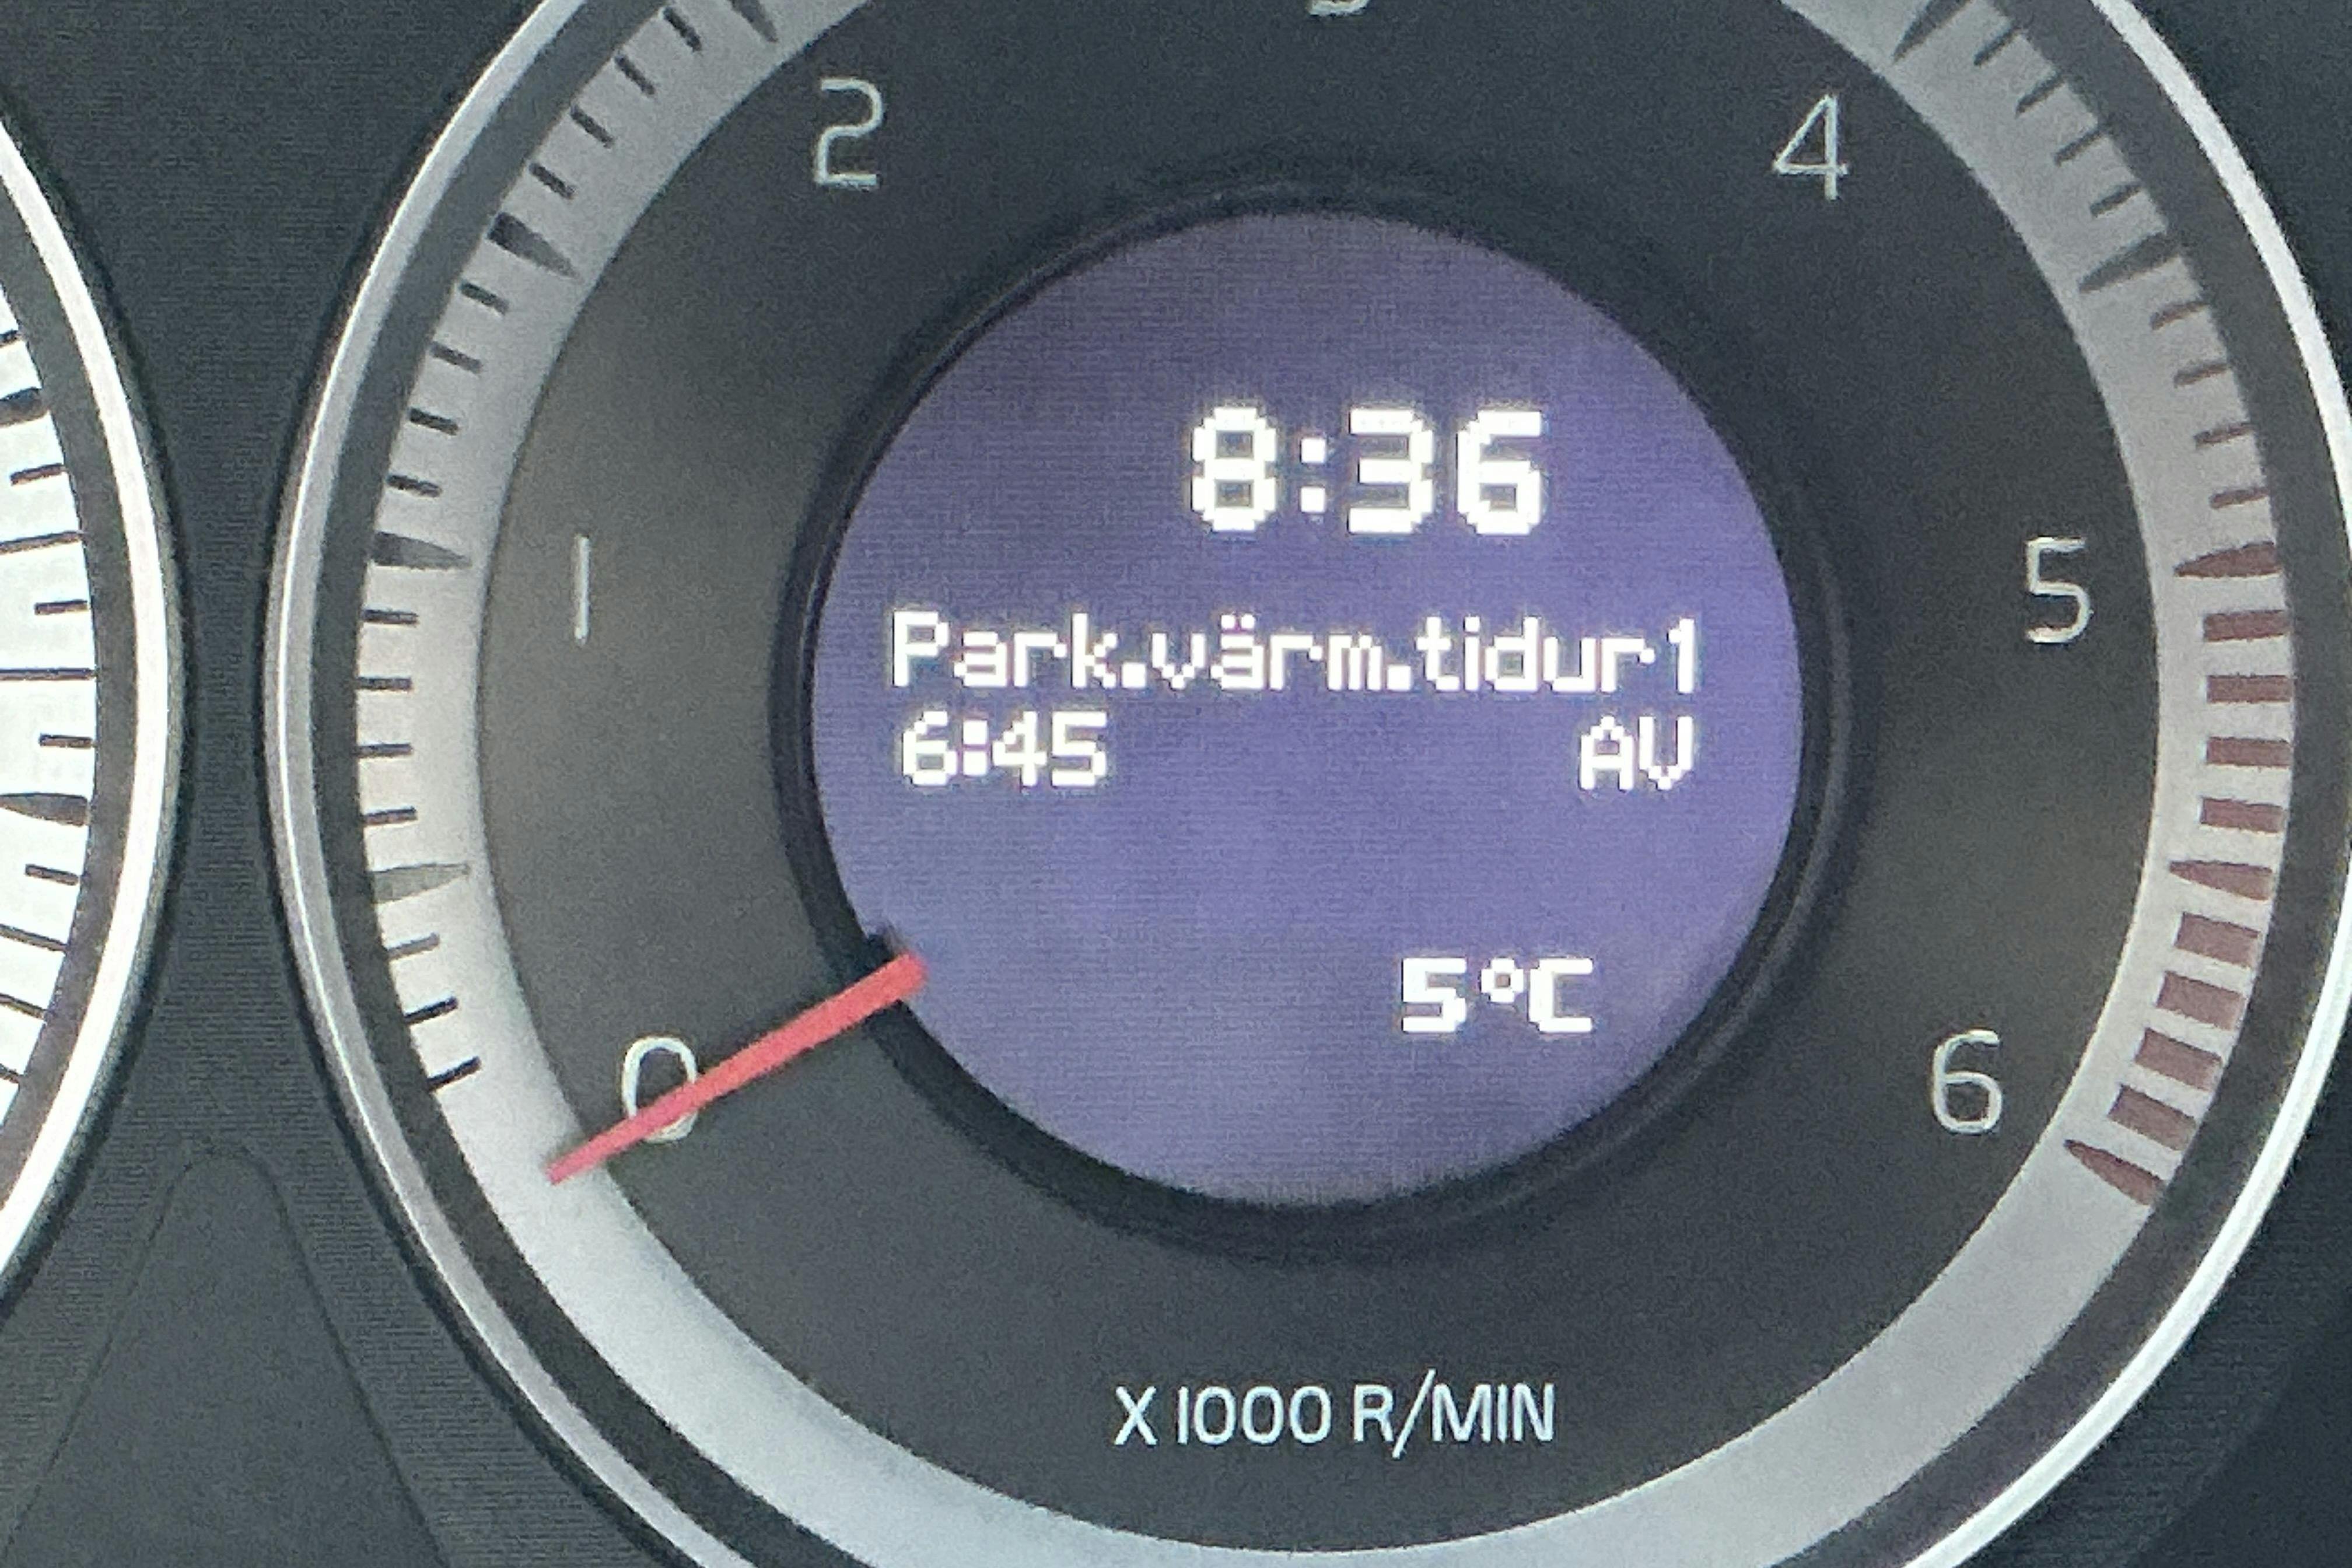 2
4
8:36
1
5
Park.värm.tidur1
6:45 AV
5°C
0
6
X 1000 R/MIN